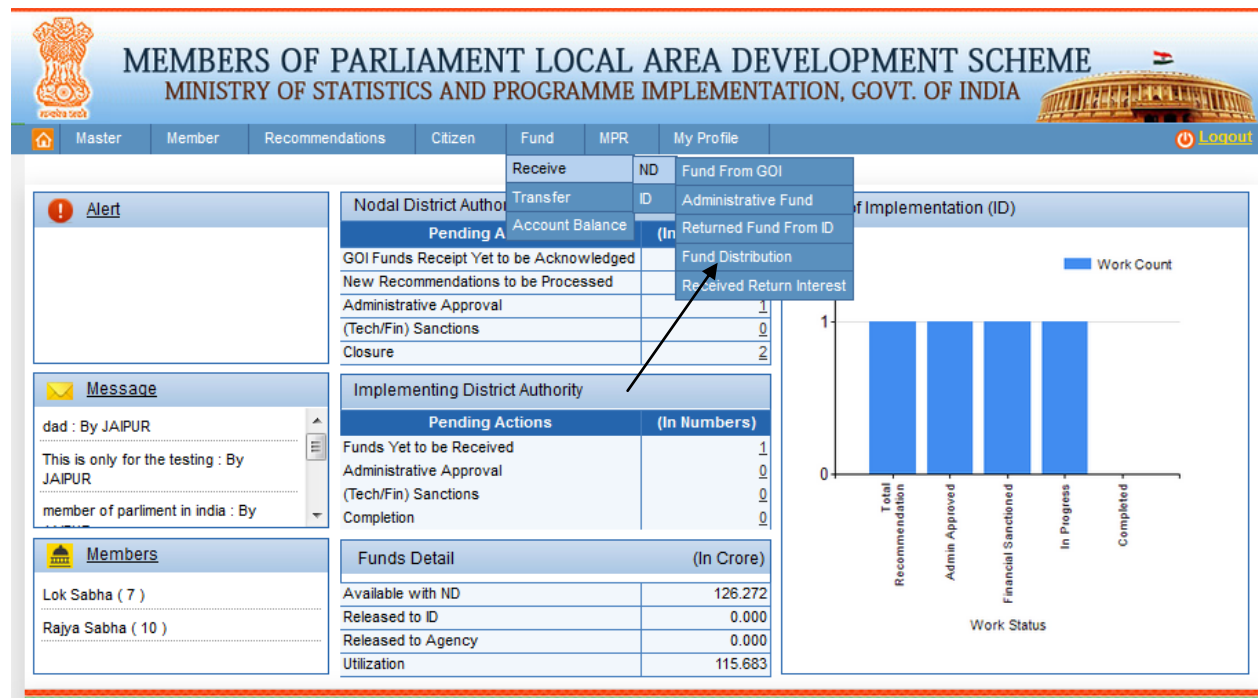 सत्यमेव जयते
MEMBERS OF PARLIAMENT LOCAL AREA DEVELOPMENT SCHEME
MINISTRY OF STATISTICS AND PROGRAMME IMPLEMENTATION, GOVT. OF INDIA
Master Member Recommendations Citizen Fund MPR My Profile Logout
Receive ND Fund From GOI
Transfer ID Administrative Fund
Account Balance Returned Fund From ID
Fund Distribution
Received Return Interest
Alert
Message
dad : By JAIPUR
This is only for the testing : By
JAIPUR
member of parliment in india : By
Members
Lok Sabha ( 7 )
Rajya Sabha ( 10 )
Nodal District Author
Pending A (In
GOI Funds Receipt Yet to be Acknowledged
New Recommendations to be Processed
Administrative Approval 1
(Tech/Fin) Sanctions 0
Closure 2
Implementing District Authority
Pending Actions (In Numbers)
Funds Yet to be Received 1
Administrative Approval 0
(Tech/Fin) Sanctions 0
Completion 0
Funds Detail (In Crore)
Available with ND 126.272
Released to ID 0.000
Released to Agency 0.000
Utilization 115.683
of Implementation (ID)
Work Count
1
0
Total
Recommendation
Admin Approved
Financial Sanctioned
In Progress
Completed
Work Status